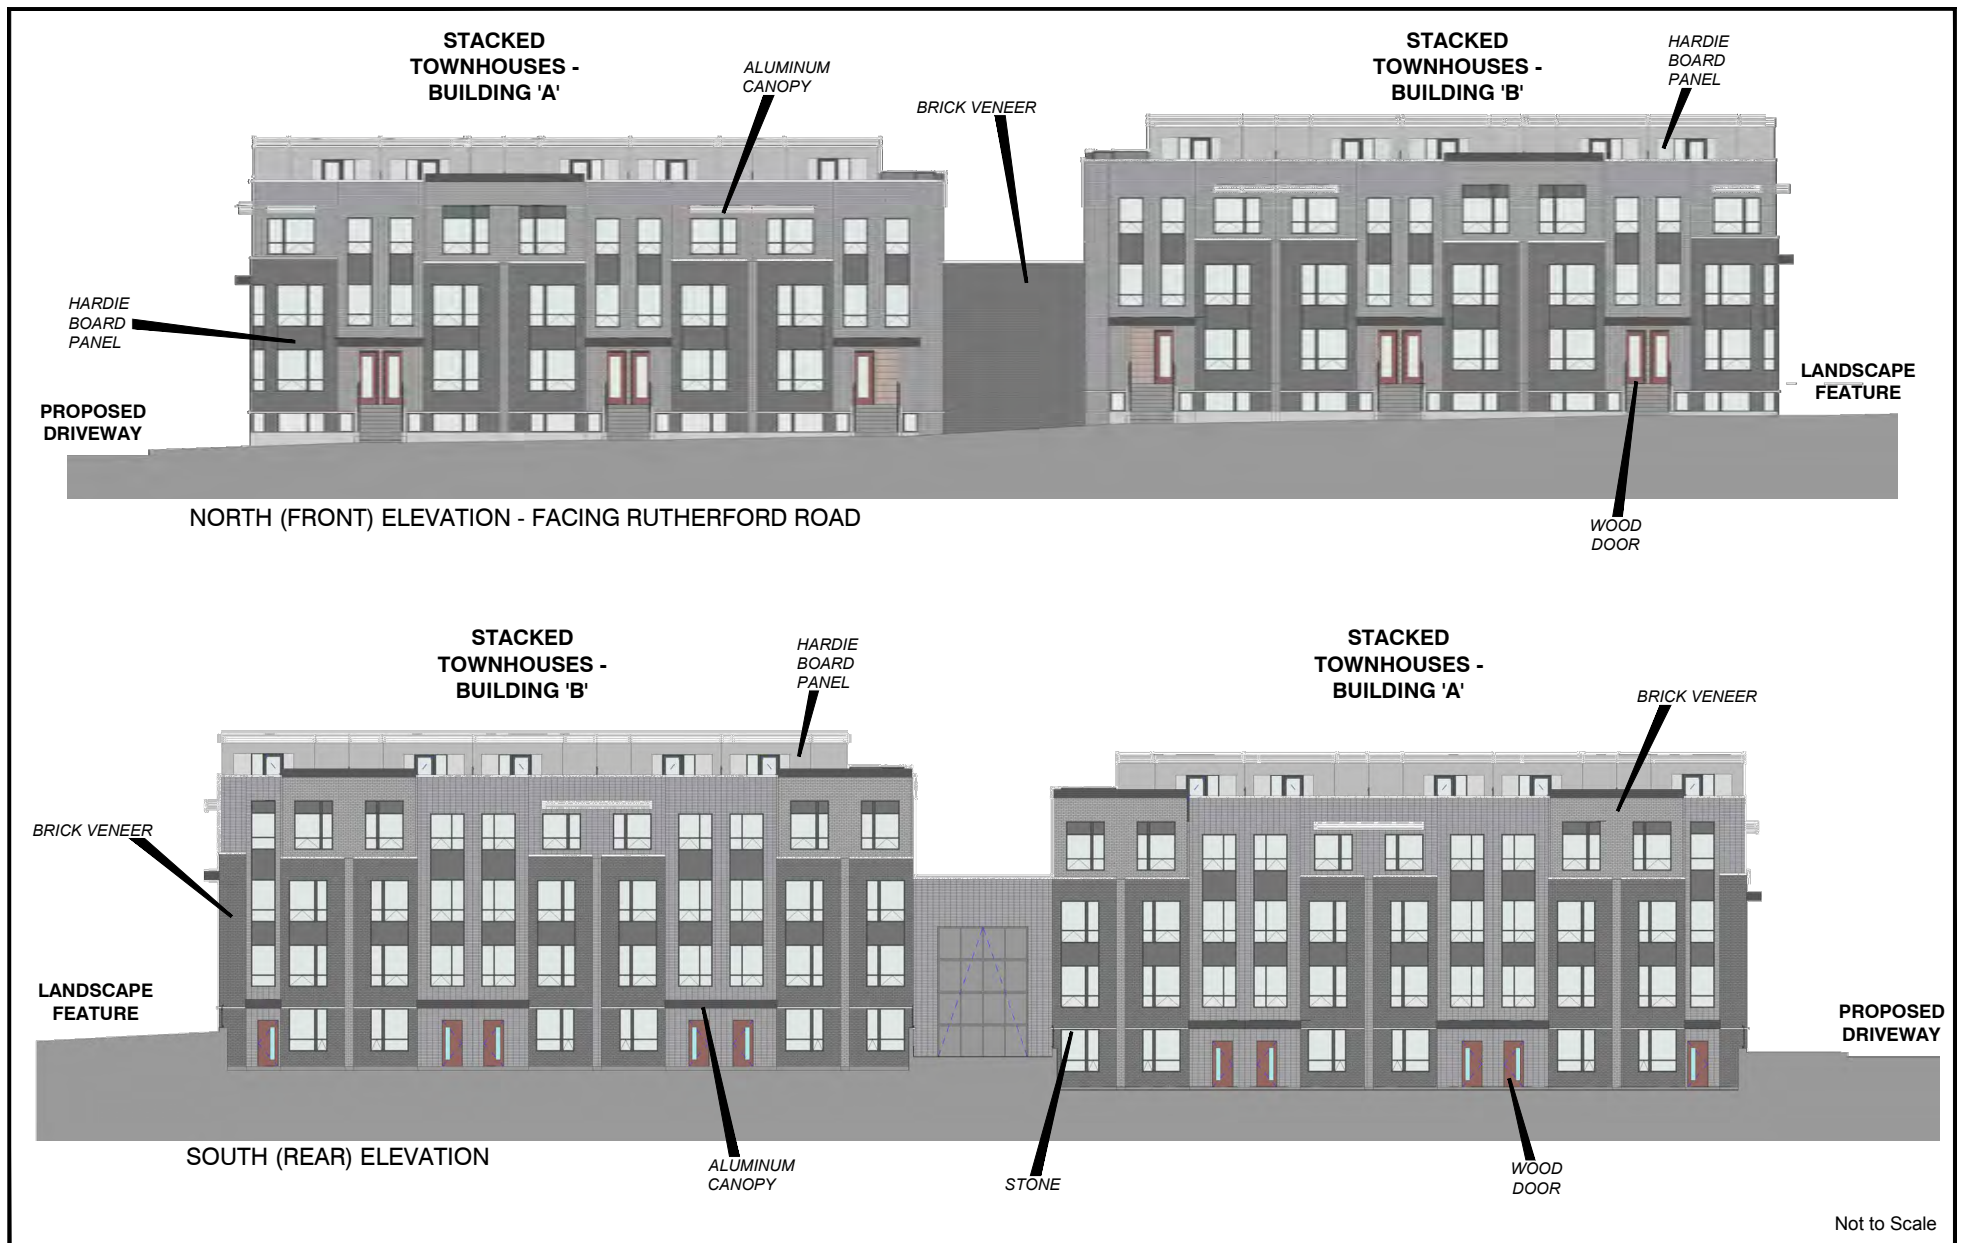 STACKED
TOWNHOUSES -
BUILDING 'A'
ALUMINUM
CANOPY
BRICK VENEER
STACKED
TOWNHOUSES -
BUILDING 'B'
HARDIE
BOARD
PANEL
HARDIE
BOARD
PANEL
PROPOSED
DRIVEWAY
LANDSCAPE
FEATURE
NORTH (FRONT) ELEVATION - FACING RUTHERFORD ROAD
WOOD
DOOR
STACKED
TOWNHOUSES -
BUILDING 'B'
HARDIE
BOARD
PANEL
STACKED
TOWNHOUSES -
BUILDING 'A'
BRICK VENEER
BRICK VENEER
LANDSCAPE
FEATURE
PROPOSED
DRIVEWAY
SOUTH (REAR) ELEVATION
ALUMINUM
CANOPY
STONE
WOOD
DOOR
Not to Scale